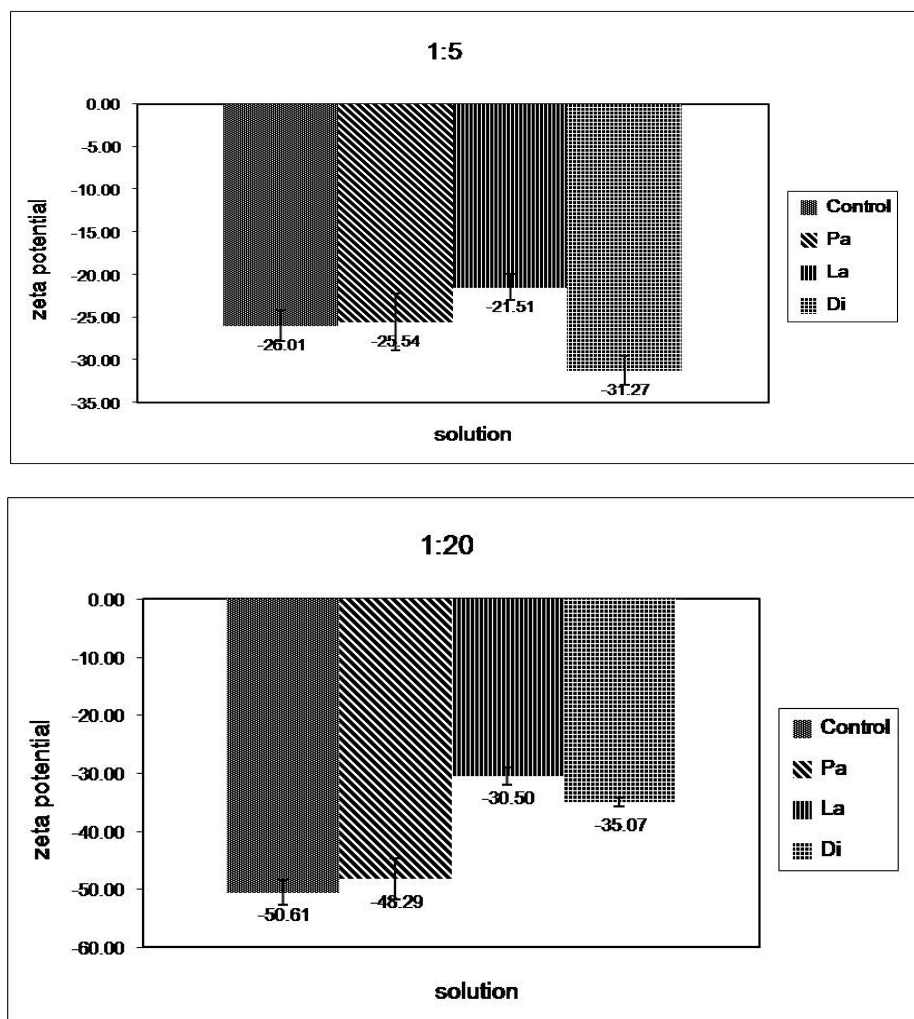 1:5
0.00
-5.00
-10.00
-15.00
-20.00
-25.00
-30.00
-35.00
zeta potential
-26.01
-25.54
-21.51
-31.27
solution
Control
Pa
La
Di
1:20
0.00
-10.00
-20.00
-30.00
-40.00
-50.00
-60.00
zeta potential
-50.61
-48.29
-30.50
-35.07
solution
Control
Pa
La
Di